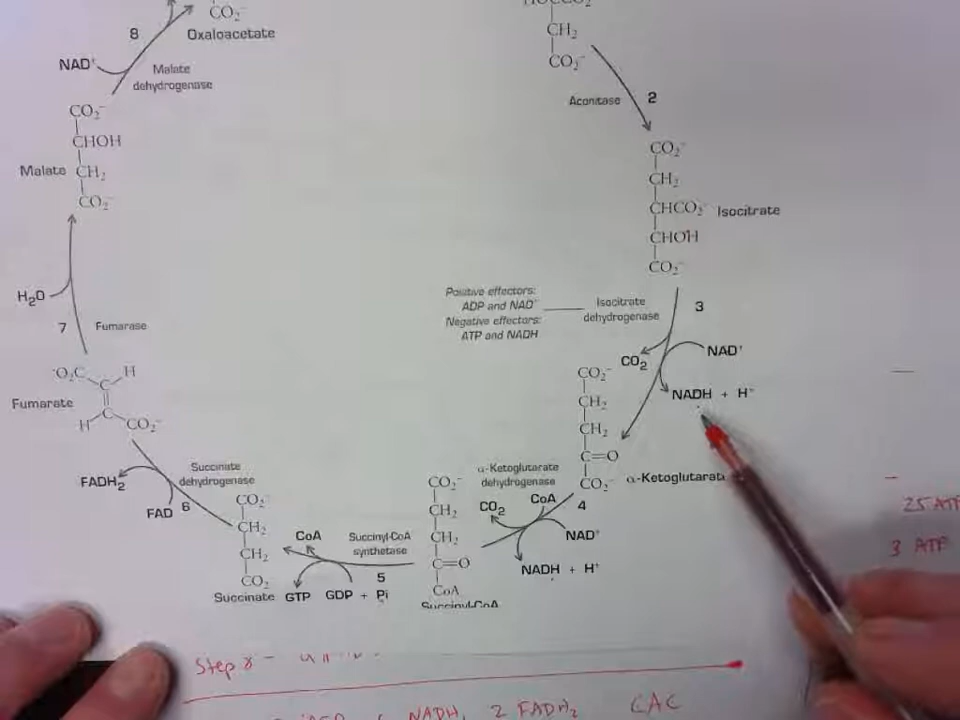 CO₂⁻
8
Oxaloacetate
NAD⁺
Malate
dehydrogenase
CO₂⁻
CHOH
Malate CH₂
CO₂⁻
H₂O
7
Fumarase
⁻O₂C H
C
Fumarate
C
H CO₂⁻
FADH₂
Succinate
dehydrogenase
FAD 6
CO₂⁻
CH₂
CH₂
CO₂⁻
Succinate
CoA
Succinyl-CoA
synthetase
5
GTP GDP + Pi
CO₂⁻
CH₂
CH₂
C=O
CoA
Succinyl-CoA
α-Ketoglutarate
dehydrogenase
CoA
4
CO₂
NAD⁺
NADH + H⁺
CH₂
CO₂⁻
Aconitase 2
CO₂⁻
CH₂
CHCO₂⁻ Isocitrate
CHOH
CO₂⁻
Positive effectors:
ADP and NAD⁺
Negative effectors:
ATP and NADH
Isocitrate
dehydrogenase
3
CO₂
NAD⁺
NADH + H⁺
CO₂⁻
CH₂
CH₂
C=O
CO₂⁻ α-Ketoglutarate
25 ATP
3 ATP
Step 8 -
NADH, 2 FADH₂ CAC